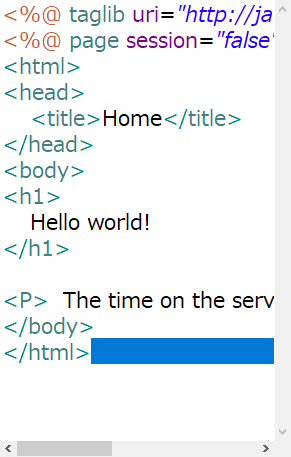 <%@ taglib uri="http://ja
<%@ page session="false"
<html>
<head>
    <title>Home</title>
</head>
<body>
<h1>
    Hello world!
</h1>
<P>  The time on the serv
</body>
</html>